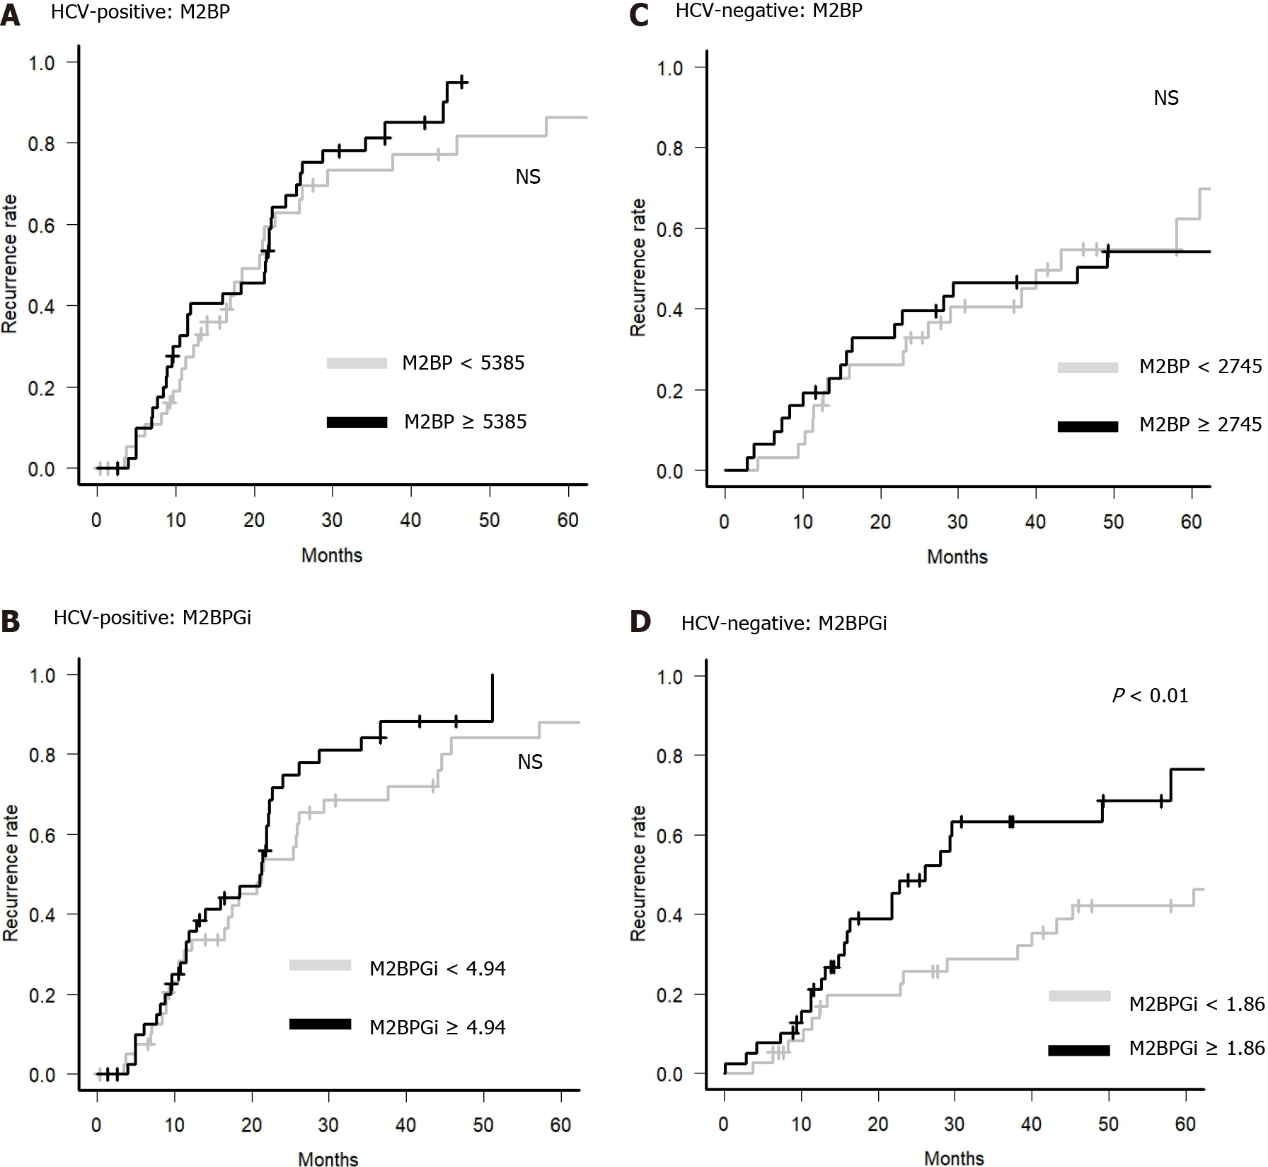 A HCV-positive: M2BP
1.0
0.8
0.6
0.4
0.2
0.0
Recurrence rate
NS
M2BP < 5385
M2BP ≥ 5385
0 10 20 30 40 50 60
Months
C HCV-negative: M2BP
1.0
0.8
0.6
0.4
0.2
0.0
Recurrence rate
NS
M2BP < 2745
M2BP ≥ 2745
0 10 20 30 40 50 60
Months
B HCV-positive: M2BPGi
1.0
0.8
0.6
0.4
0.2
0.0
Recurrence rate
NS
M2BPGi < 4.94
M2BPGi ≥ 4.94
0 10 20 30 40 50 60
Months
D HCV-negative: M2BPGi
1.0
0.8
0.6
0.4
0.2
0.0
Recurrence rate
P < 0.01
M2BPGi < 1.86
M2BPGi ≥ 1.86
0 10 20 30 40 50 60
Months